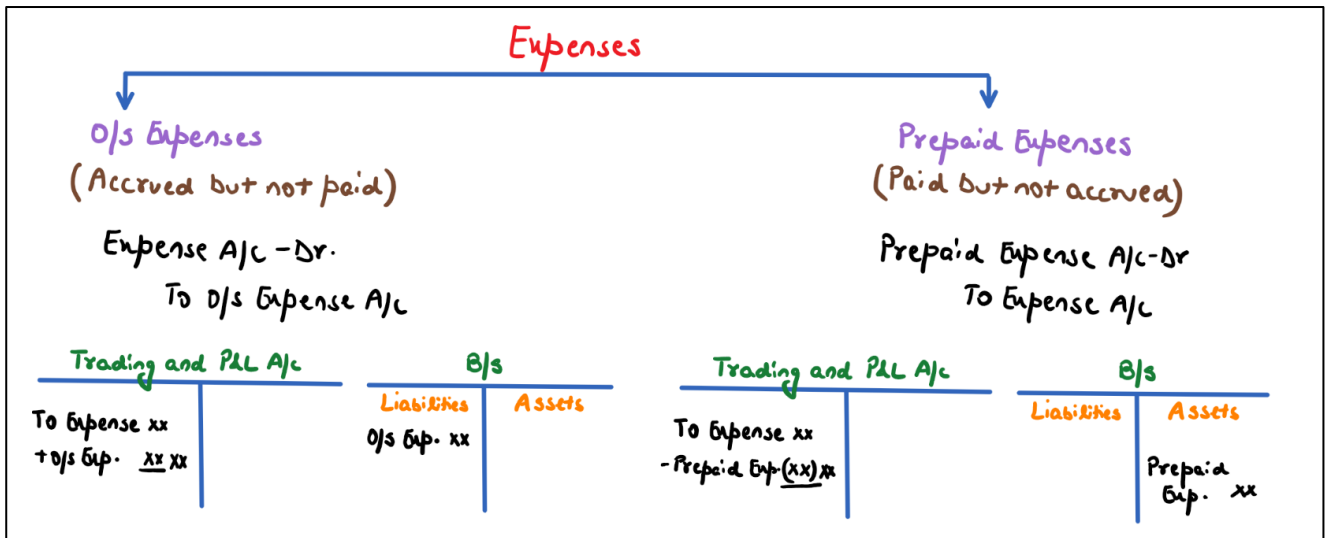 Expenses
O/s Expenses
(Accrued but not paid)
Expense A/c - Dr.
To O/s Expense A/c
Trading and P&L A/c
To Expense xx
+ O/s Exp. xx xx
B/s
Liabilities Assets
O/s Exp. xx
Prepaid Expenses
(Paid but not accrued)
Prepaid Expense A/c - Dr
To Expense A/c
Trading and P&L A/c
To Expense xx
- Prepaid Exp. (xx) xx
B/s
Liabilities Assets
Prepaid
Exp. xx